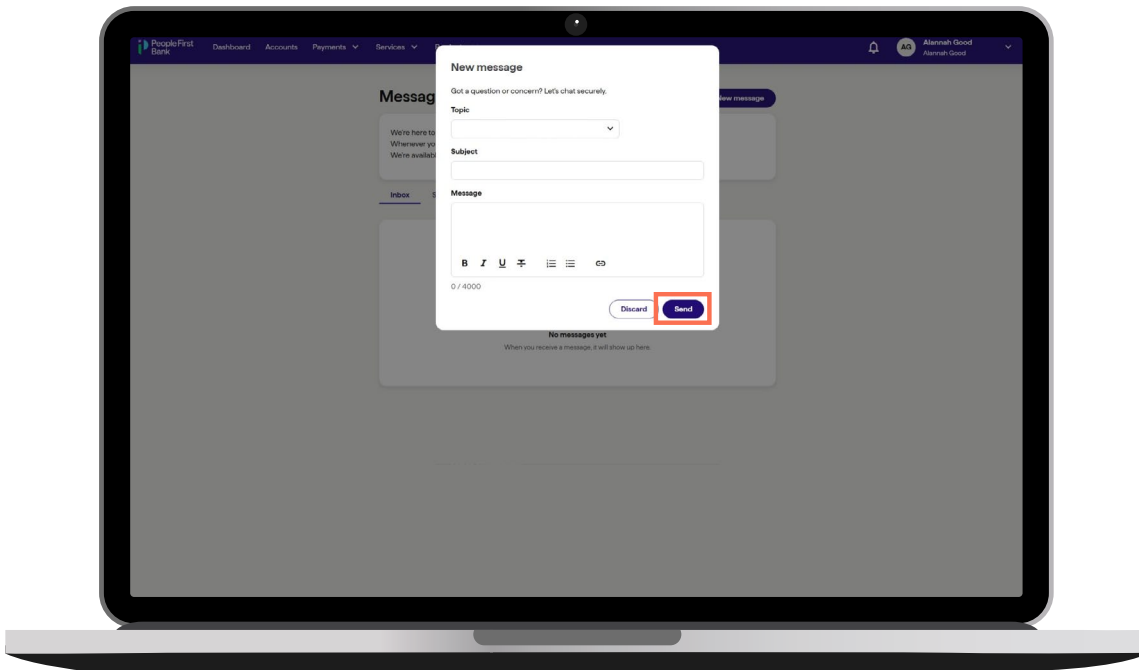 People First
Bank
Dashboard
Accounts
Payments
Services
AG
Alannah Good
Alannah Good
Messag
New message
We're here to
Whenever yo
We're availabl
Inbox
New message
Got a question or concern? Let's chat securely.
Topic
Subject
Message
B I U T
0 / 4000
Discard
Send
No messages yet
When you receive a message, it will show up here.